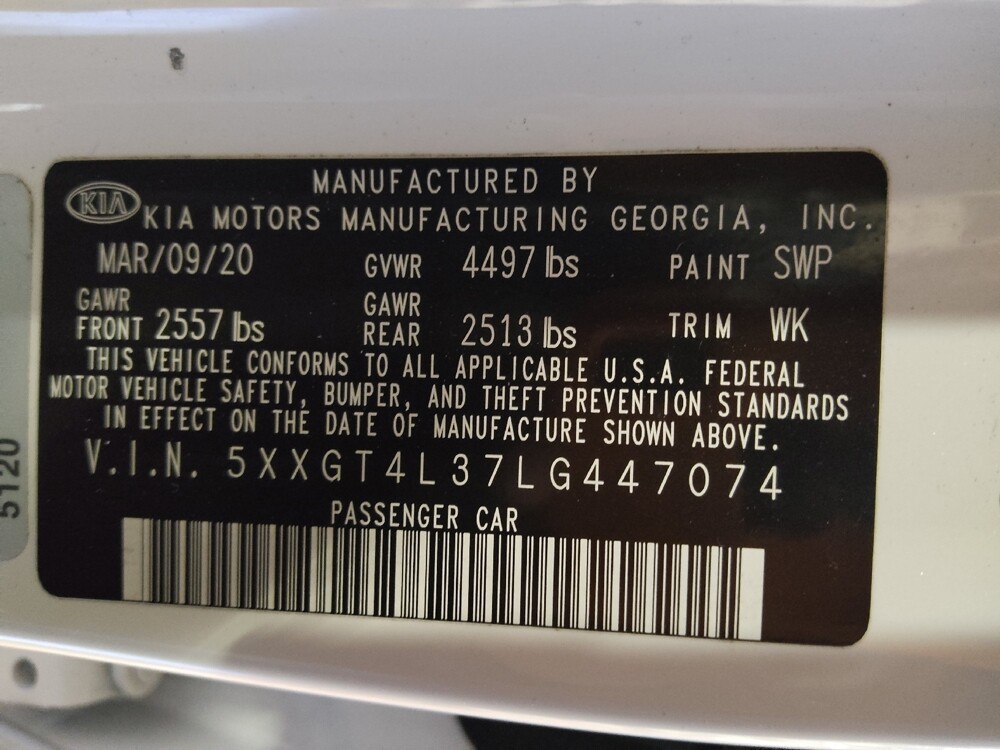 MANUFACTURED BY
KIA KIA MOTORS MANUFACTURING GEORGIA, INC.
MAR/09/20 GVWR 4497 lbs PAINT SWP
GAWR FRONT 2557 lbs GAWR REAR 2513 lbs TRIM WK
THIS VEHICLE CONFORMS TO ALL APPLICABLE U.S.A. FEDERAL
MOTOR VEHICLE SAFETY, BUMPER, AND THEFT PREVENTION STANDARDS
IN EFFECT ON THE DATE OF MANUFACTURE SHOWN ABOVE.
V.I.N. 5XXGT4L37LG447074
PASSENGER CAR
5120